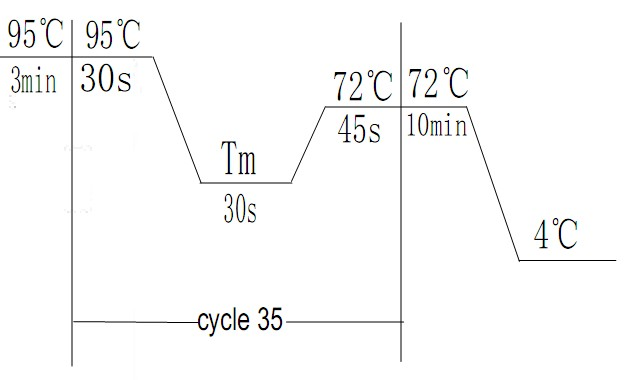 95℃ 95℃
3min 30s
72℃ 72℃
45s 10min
Tm
30s
4℃
cycle 35